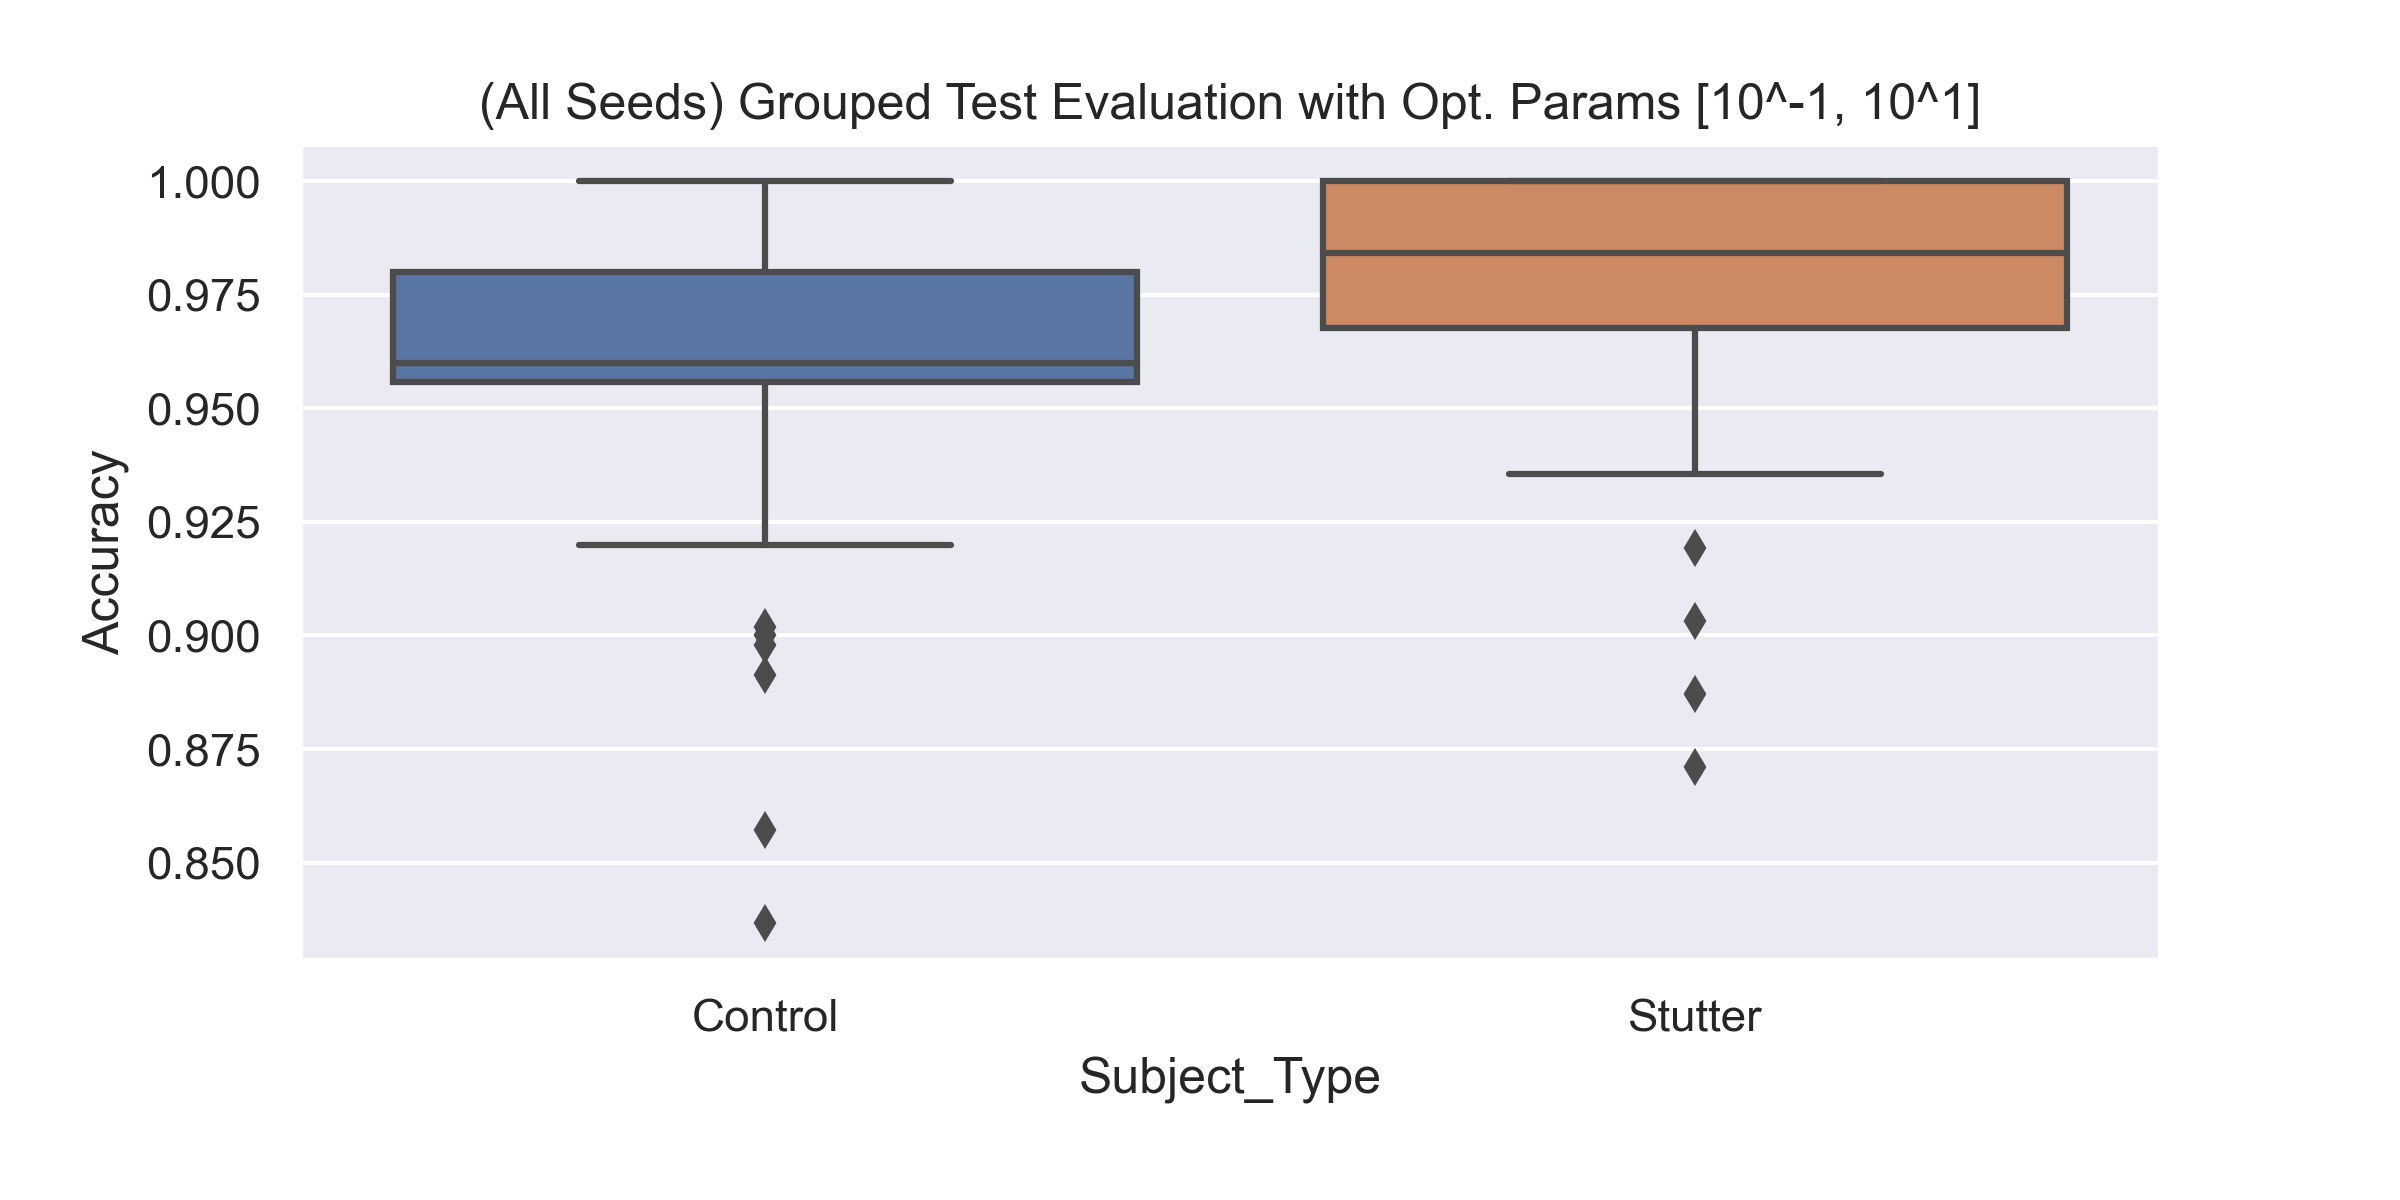 (All Seeds) Grouped Test Evaluation with Opt. Params [10^-1, 10^1]
1.000
0.975
0.950
0.925
0.900
0.875
0.850
Accuracy
Control
Stutter
Subject_Type